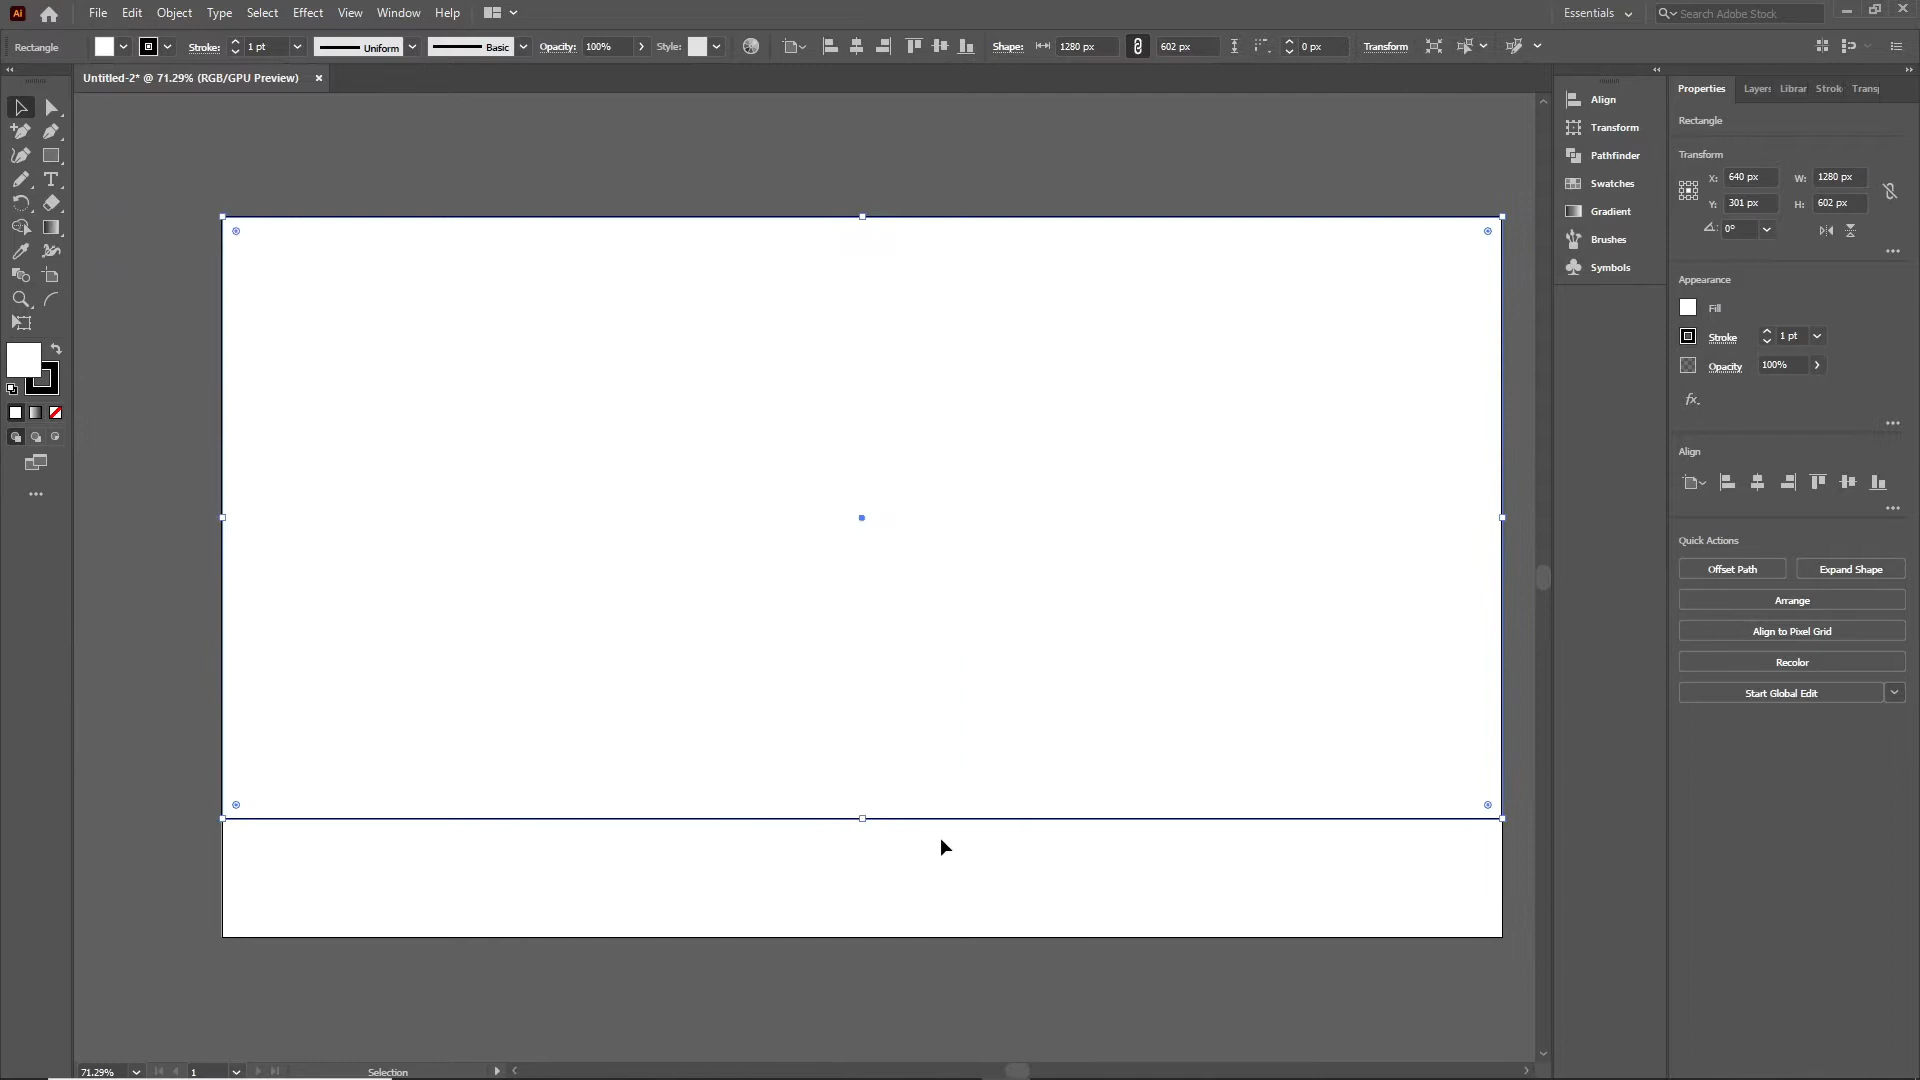 Ai File Edit Object Type Select Effect View Window Help Essentials Search Adobe Stock
Rectangle Stroke: 1 pt Uniform Basic Opacity: 100% Style: Shape: 1280 px 602 px 0 px Transform
Untitled-2* @ 71.29% (RGB/GPU Preview) ×
Align
Transform
Pathfinder
Swatches
Gradient
Brushes
Symbols
Properties Layers Librar Strok Transp
Rectangle
Transform
X: 640 px W: 1280 px
Y: 301 px H: 602 px
0°
Appearance
Fill
Stroke 1 pt
Opacity 100%
fx.
Align
Quick Actions
Offset Path Expand Shape
Arrange
Align to Pixel Grid
Recolor
Start Global Edit
71.29% 1 Selection